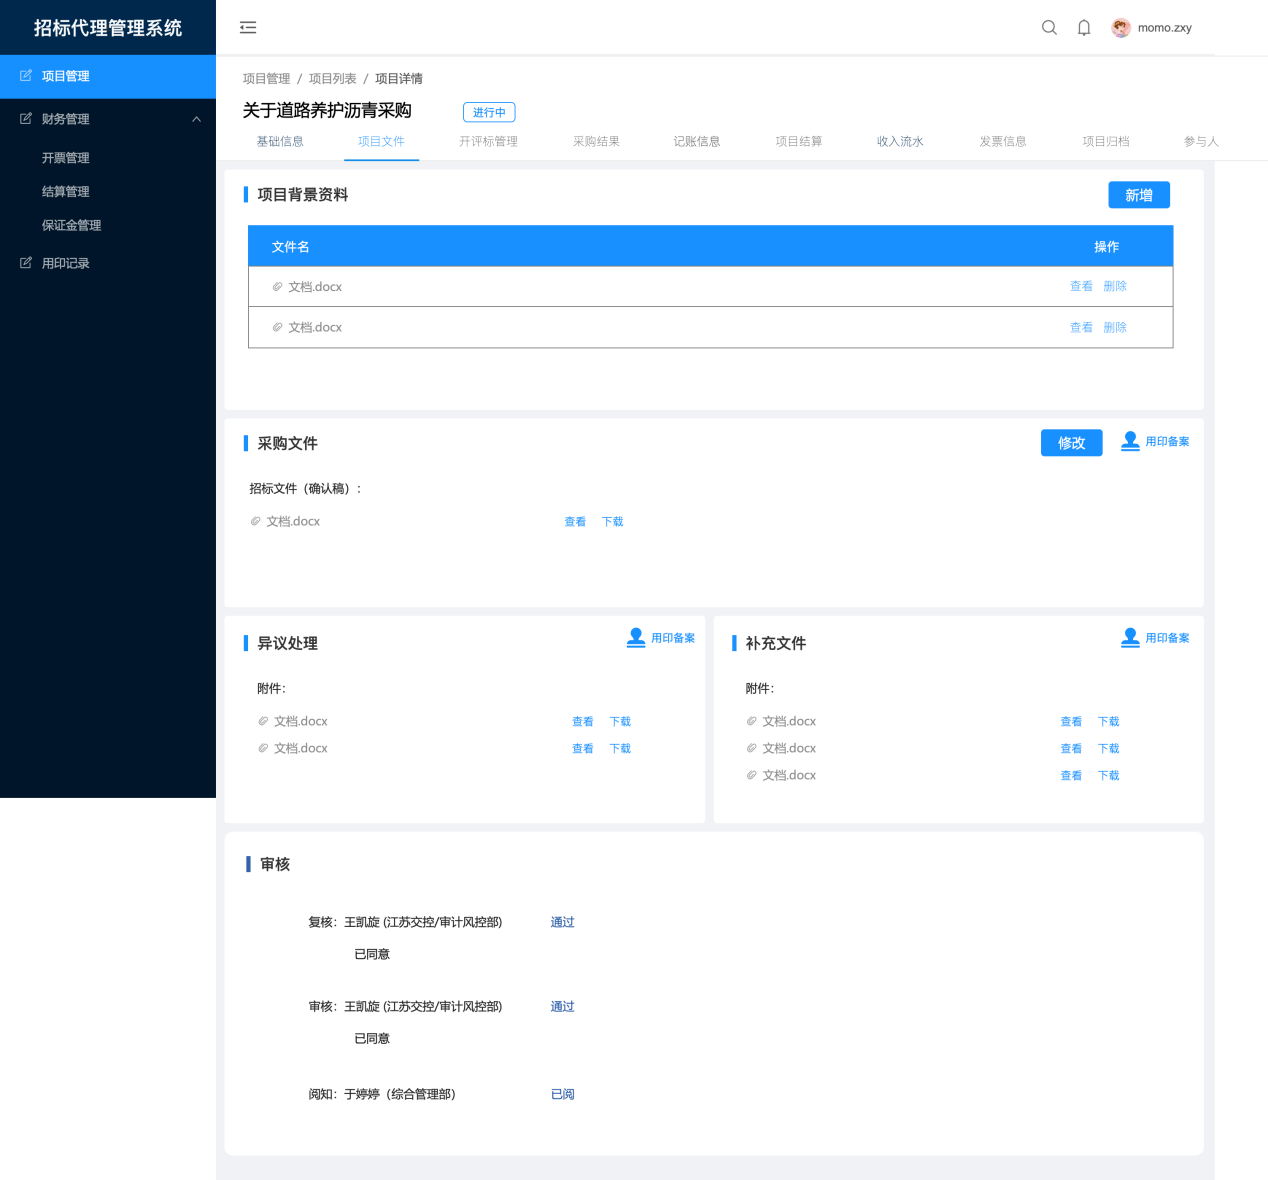 招标代理管理系统
项目管理
财务管理
开票管理
结算管理
保证金管理
用印记录
momo.zxy
项目管理 / 项目列表 / 项目详情
关于道路养护沥青采购 进行中
基础信息 项目文件 开评标管理 采购结果 记账信息 项目结算 收入流水 发票信息 项目归档 参与人
项目背景资料 新增
文件名 操作
文档.docx 查看 删除
文档.docx 查看 删除
采购文件 修改 用印备案
招标文件（确认稿）:
文档.docx 查看 下载
异议处理 用印备案
附件:
文档.docx 查看 下载
文档.docx 查看 下载
补充文件 用印备案
附件:
文档.docx 查看 下载
文档.docx 查看 下载
文档.docx 查看 下载
审核
复核: 王凯旋 (江苏交控/审计风控部) 通过
已同意
审核: 王凯旋 (江苏交控/审计风控部) 通过
已同意
阅知: 于婷婷（综合管理部） 已阅